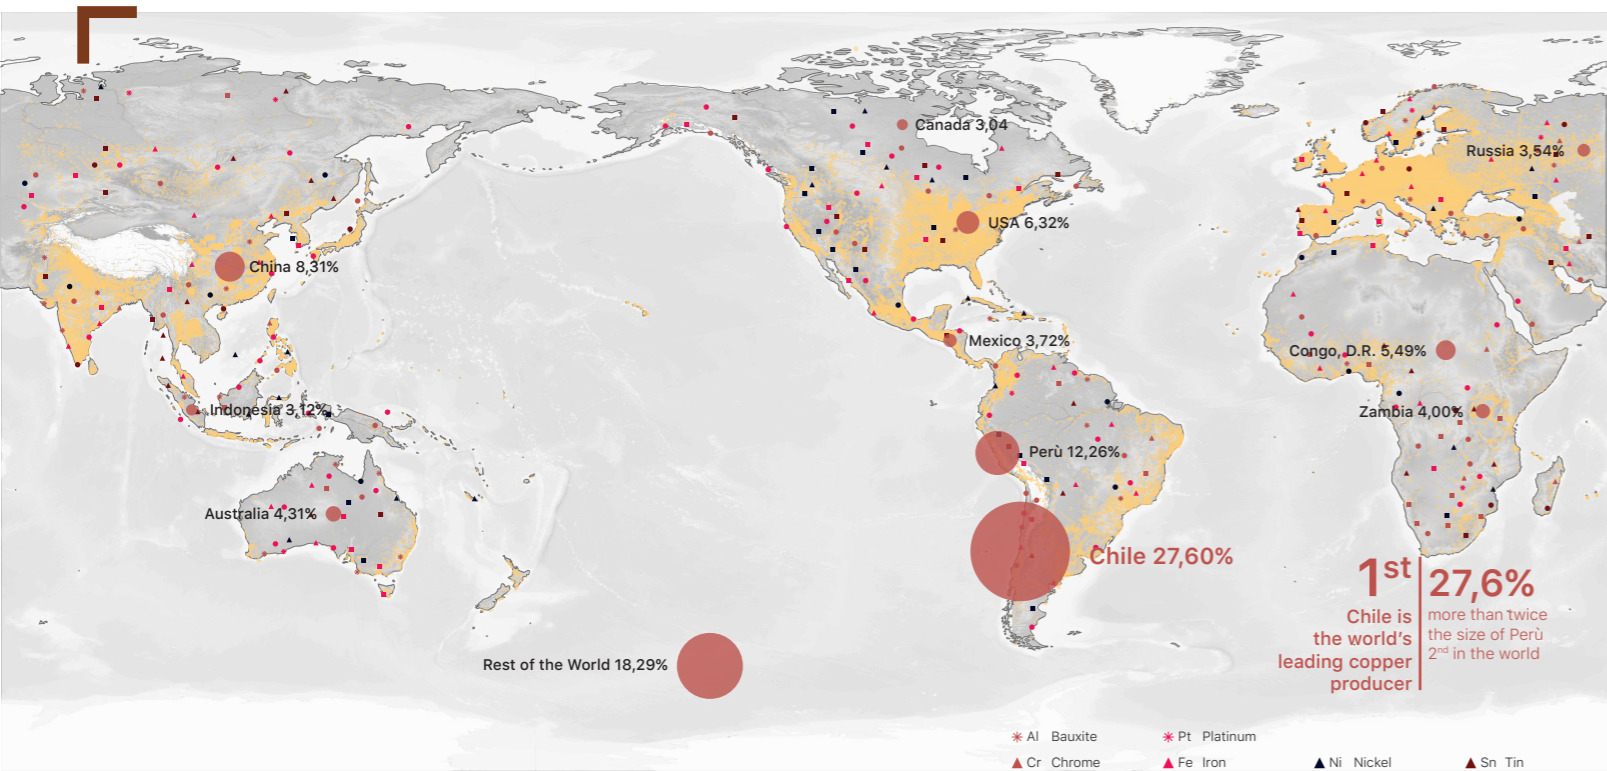 Canada 3,04
Russia 3,54%
USA 6,32%
China 8,31%
Mexico 3,72%
Congo, D.R. 5,49%
Indonesia 3,12%
Zambia 4,00%
Perù 12,26%
Australia 4,31%
Chile 27,60%
1st
Chile is
the world's
leading copper
producer
27,6%
more than twice
the size of Perù
2nd in the world
Rest of the World 18,29%
Al Bauxite
Pt Platinum
Cr Chrome
Fe Iron
Ni Nickel
Sn Tin